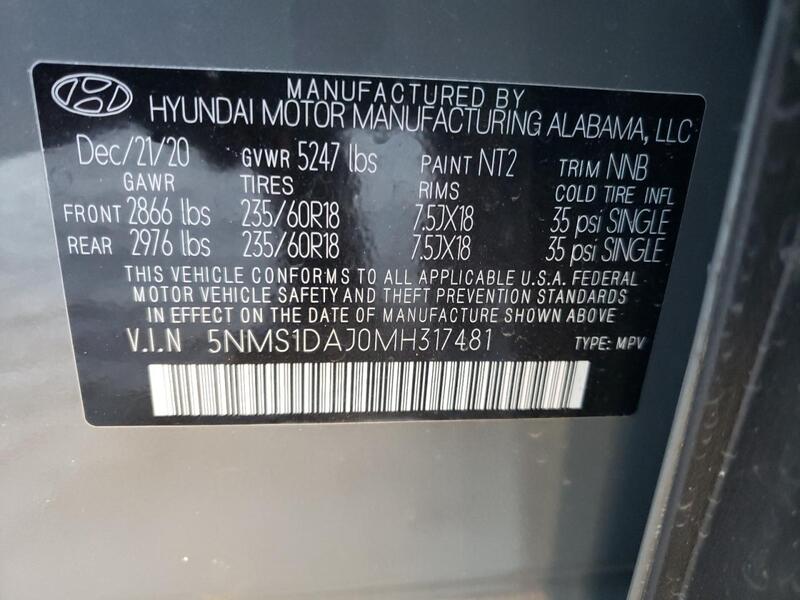 MANUFACTURED BY
HYUNDAI MOTOR MANUFACTURING ALABAMA, LLC
Dec/21/20 GVWR 5247 lbs PAINT NT2 TRIM NNB
GAWR TIRES RIMS COLD TIRE INFL
FRONT 2866 lbs 235/60R18 7.5JX18 35 psi SINGLE
REAR 2976 lbs 235/60R18 7.5JX18 35 psi SINGLE
THIS VEHICLE CONFORMS TO ALL APPLICABLE U.S.A. FEDERAL
MOTOR VEHICLE SAFETY AND THEFT PREVENTION STANDARDS
IN EFFECT ON THE DATE OF MANUFACTURE SHOWN ABOVE.
V.I.N 5NMS1DAJ0MH317481 TYPE: MPV